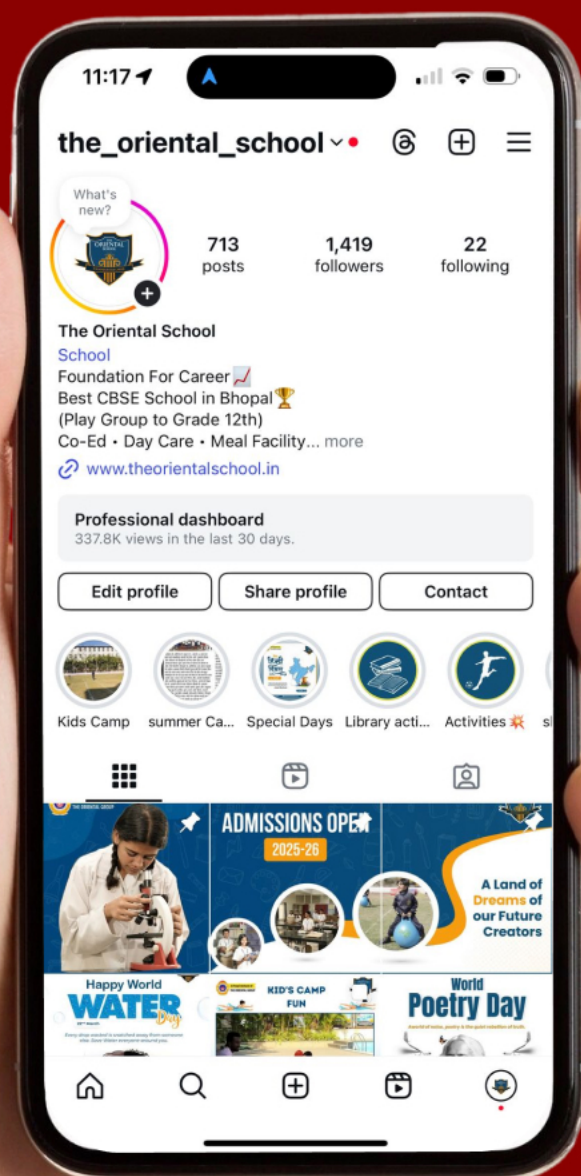 11:17
the_oriental_school
What's
new?
ORIENTAL
713
posts
1,419
followers
22
following
The Oriental School
School
Foundation For Career
Best CBSE School in Bhopal
(Play Group to Grade 12th)
Co-Ed • Day Care • Meal Facility... more
www.theorientalschool.in
Professional dashboard
337.8K views in the last 30 days.
Edit profile
Share profile
Contact
Kids Camp
summer Ca...
Special Days
Library acti...
Activities
THE ORIENTAL GROUP
ADMISSIONS OPEN
2025-26
A Land of
Dreams of
our Future
Creators
Happy World
WATER
Day
KID'S CAMP
FUN
World
Poetry Day